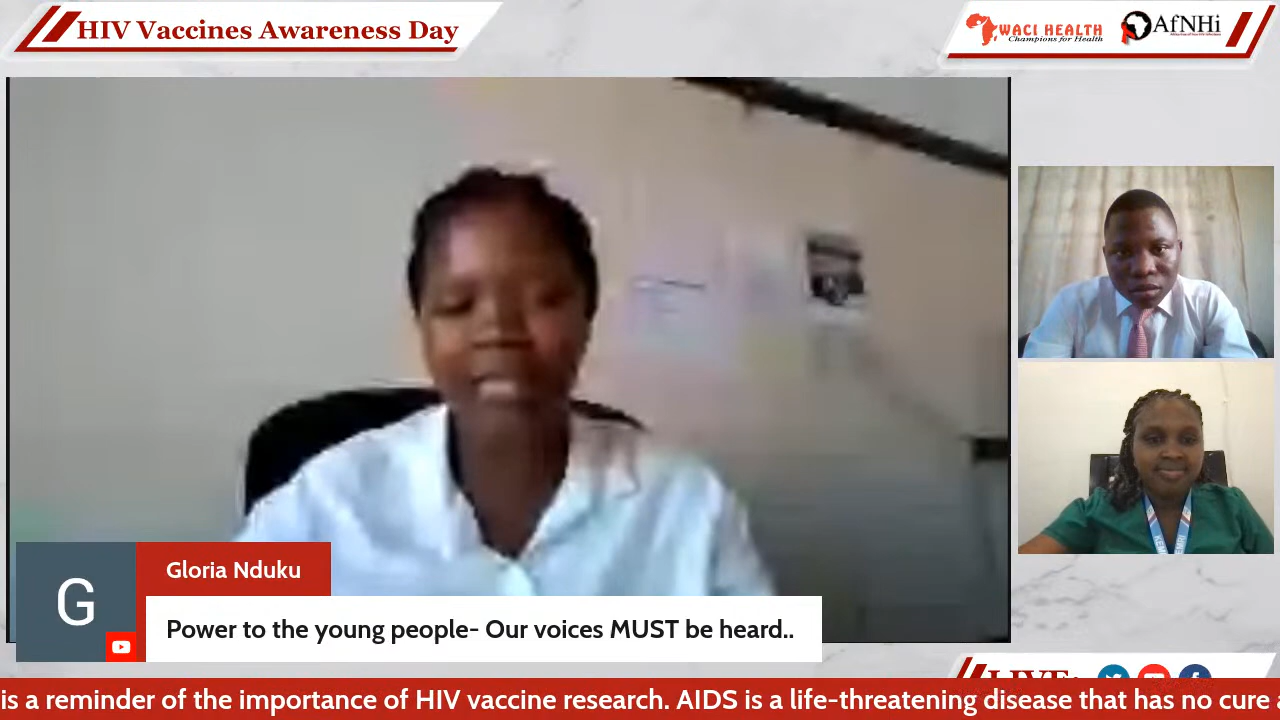 HIV Vaccines Awareness Day
WACI HEALTH
Champions for Health
AfNHi
G
Gloria Nduku
Power to the young people- Our voices MUST be heard..
LIVE:
is a reminder of the importance of HIV vaccine research. AIDS is a life-threatening disease that has no cure